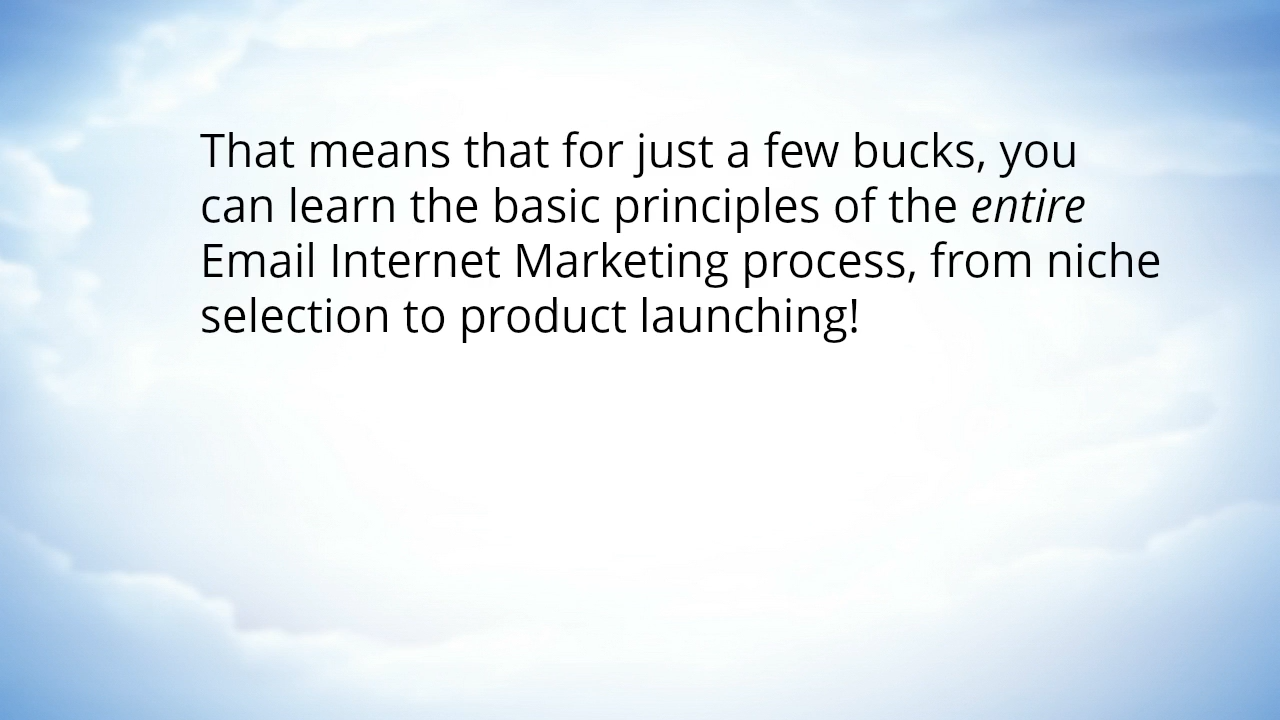 That means that for just a few bucks, you
can learn the basic principles of the entire
Email Internet Marketing process, from niche
selection to product launching!